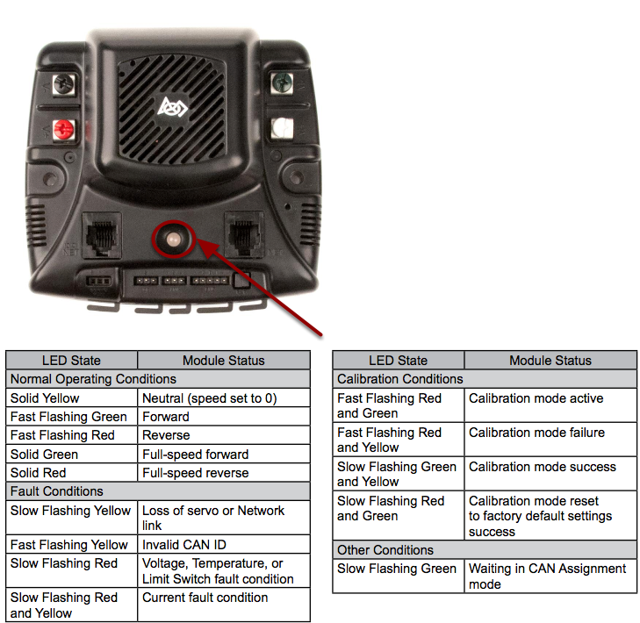 LED State Module Status
Normal Operating Conditions
Solid Yellow Neutral (speed set to 0)
Fast Flashing Green Forward
Fast Flashing Red Reverse
Solid Green Full-speed forward
Solid Red Full-speed reverse
Fault Conditions
Slow Flashing Yellow Loss of servo or Network
link
Fast Flashing Yellow Invalid CAN ID
Slow Flashing Red Voltage, Temperature, or
Limit Switch fault condition
Slow Flashing Red Current fault condition
and Yellow
LED State Module Status
Calibration Conditions
Fast Flashing Red Calibration mode active
and Green
Fast Flashing Red Calibration mode failure
and Yellow
Slow Flashing Green Calibration mode success
and Yellow
Slow Flashing Red Calibration mode reset
and Green to factory default settings
success
Other Conditions
Slow Flashing Green Waiting in CAN Assignment
mode